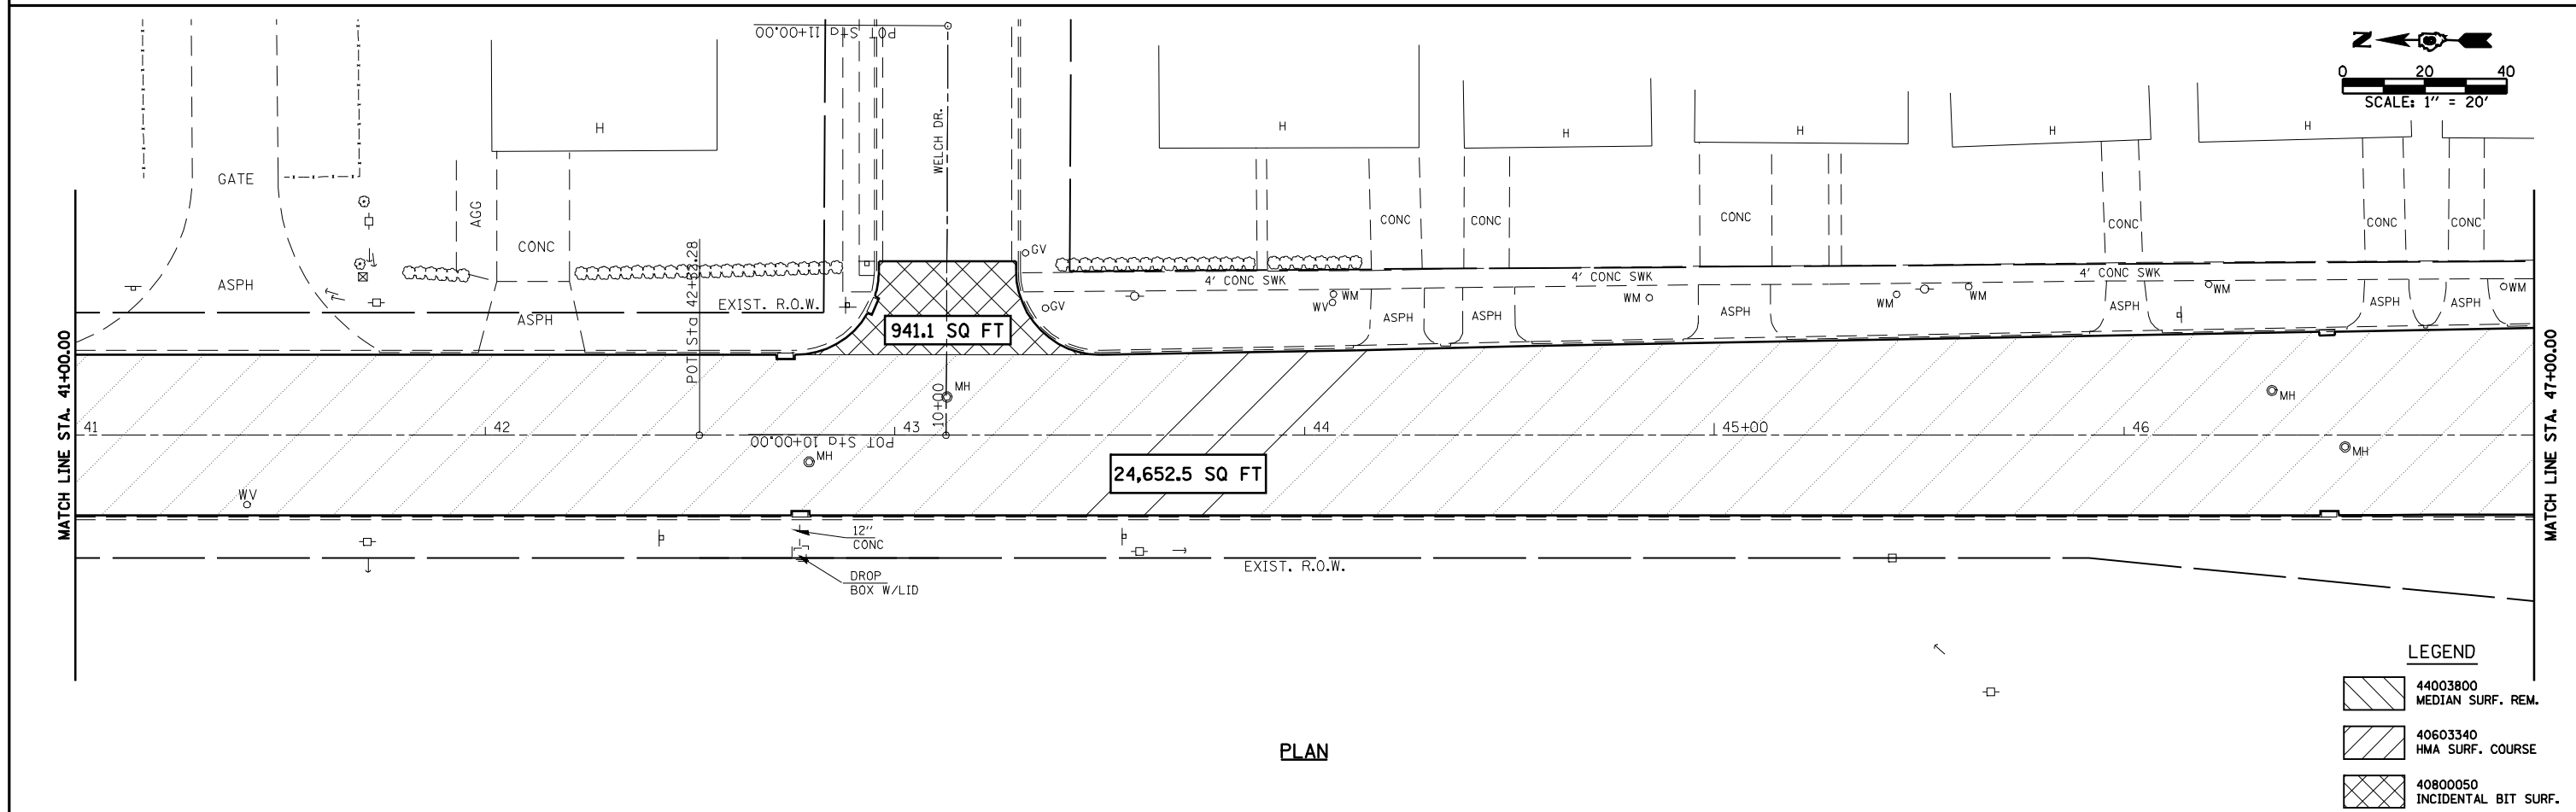 POT Sta 11+00.00
N
0 20 40
SCALE: 1" = 20'
WELCH DR.
H
H
H
H
H
H
GATE
AGG
CONC
CONC
CONC
CONC
CONC
CONC
CONC
GV
4' CONC SWK
4' CONC SWK
4' CONC SWK
ASPH
EXIST. R.O.W.
GV
WV
WM
WM
WM
WM
WM
WM
ASPH
ASPH
ASPH
ASPH
ASPH
ASPH
ASPH
941.1 SQ FT
MATCH LINE STA. 41+00.00
MATCH LINE STA. 47+00.00
MH
MH
10+00
41
42
43
44
45+00
46
POT Sta 10+00.00
MH
MH
24,652.5 SQ FT
WV
12"
CONC
DROP
BOX W/LID
EXIST. R.O.W.
PLAN
LEGEND
44003800
MEDIAN SURF. REM.
40603340
HMA SURF. COURSE
40800050
INCIDENTAL BIT SURF.